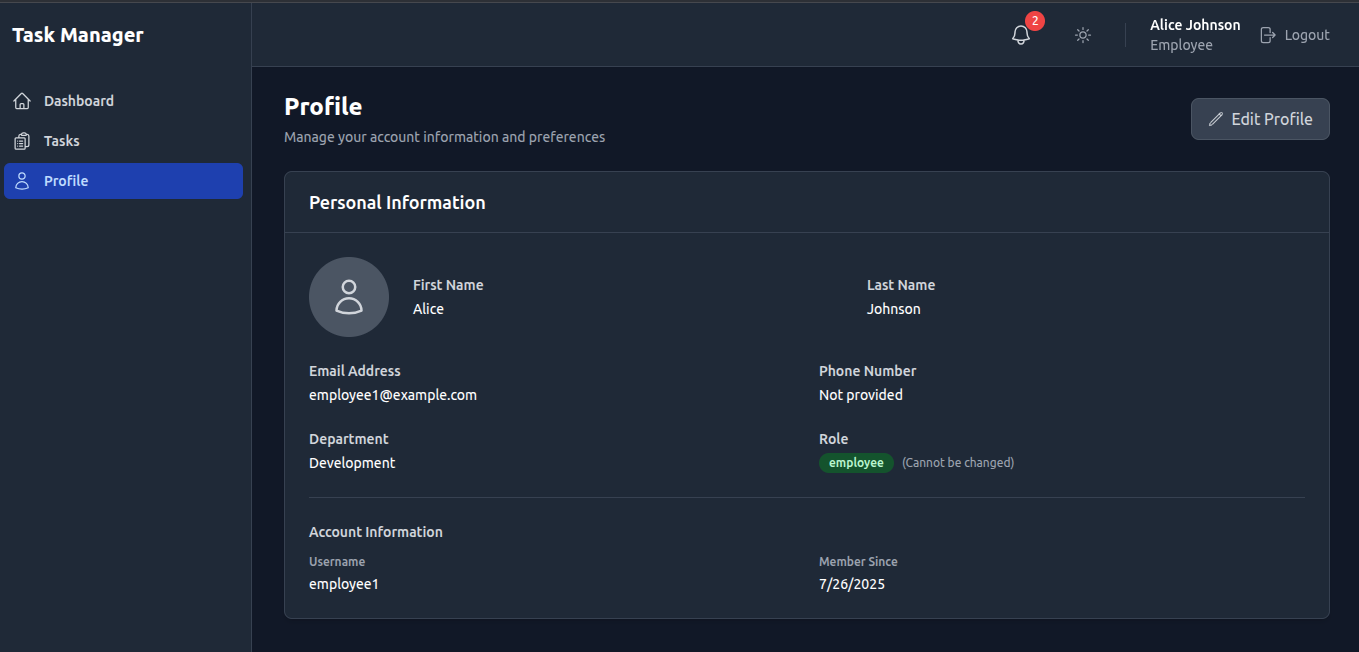 Task Manager
2
Alice Johnson
Employee
Logout
Dashboard
Tasks
Profile
Profile
Manage your account information and preferences
Edit Profile
Personal Information
First Name
Alice
Last Name
Johnson
Email Address
employee1@example.com
Phone Number
Not provided
Department
Development
Role
employee (Cannot be changed)
Account Information
Username
employee1
Member Since
7/26/2025